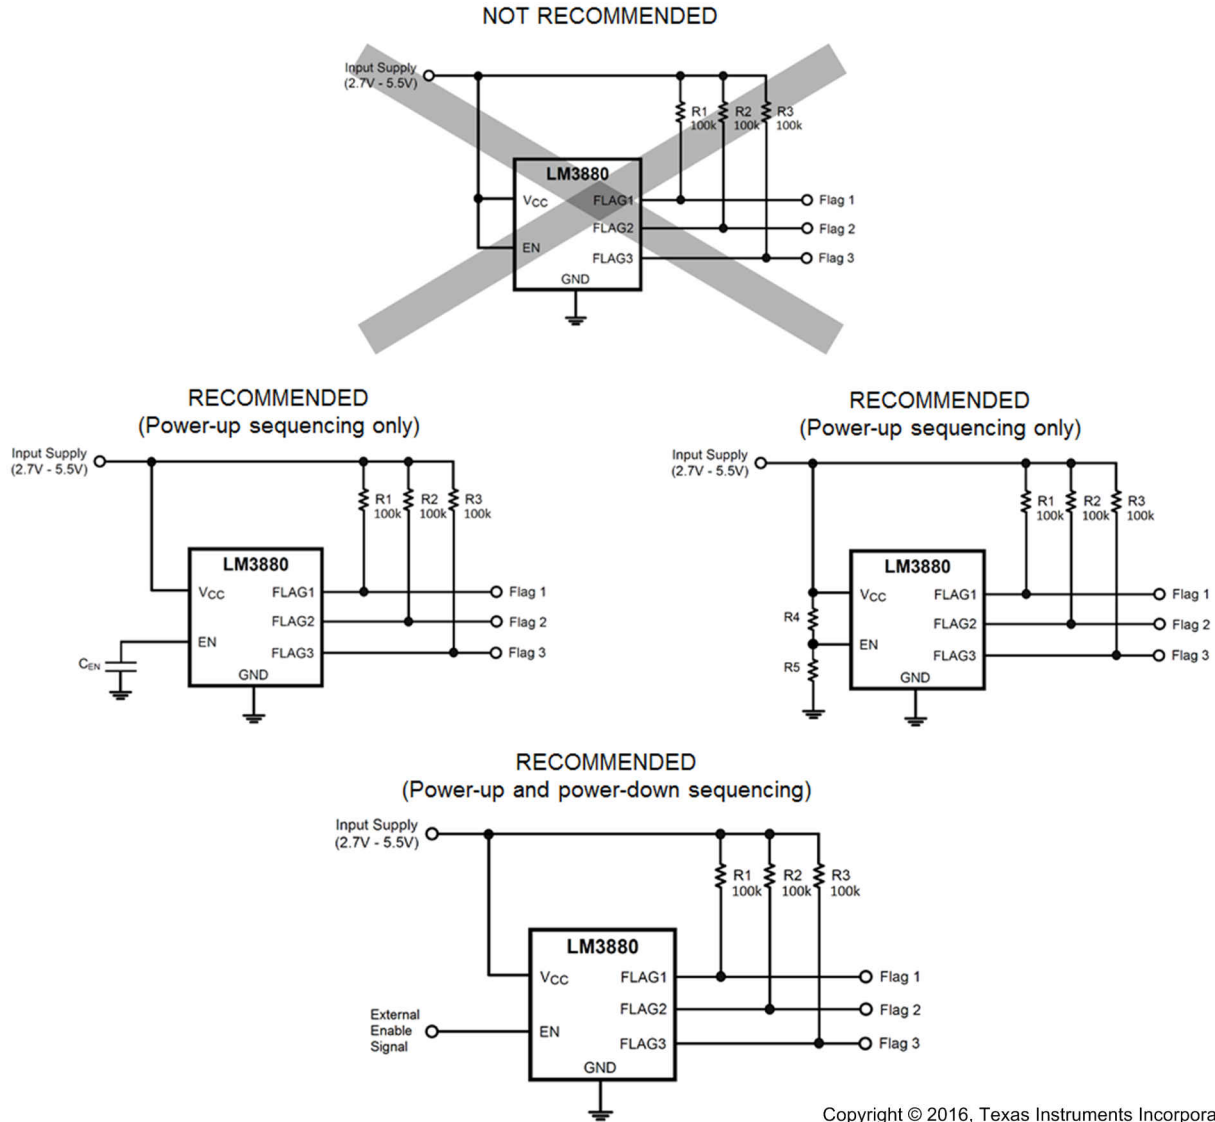 NOT RECOMMENDED
Input Supply
(2.7V - 5.5V)
R1
100k
R2
100k
R3
100k
LM3880
VCC
FLAG1
Flag 1
FLAG2
Flag 2
EN
FLAG3
Flag 3
GND
RECOMMENDED
(Power-up sequencing only)
Input Supply
(2.7V - 5.5V)
R1
100k
R2
100k
R3
100k
LM3880
VCC
FLAG1
Flag 1
FLAG2
Flag 2
EN
FLAG3
Flag 3
CEN
GND
RECOMMENDED
(Power-up sequencing only)
Input Supply
(2.7V - 5.5V)
R1
100k
R2
100k
R3
100k
LM3880
VCC
FLAG1
Flag 1
R4
FLAG2
Flag 2
EN
FLAG3
Flag 3
R5
GND
RECOMMENDED
(Power-up and power-down sequencing)
Input Supply
(2.7V - 5.5V)
R1
100k
R2
100k
R3
100k
LM3880
VCC
FLAG1
Flag 1
FLAG2
Flag 2
External
Enable
Signal
EN
FLAG3
Flag 3
GND
Copyright © 2016, Texas Instruments Incorpora